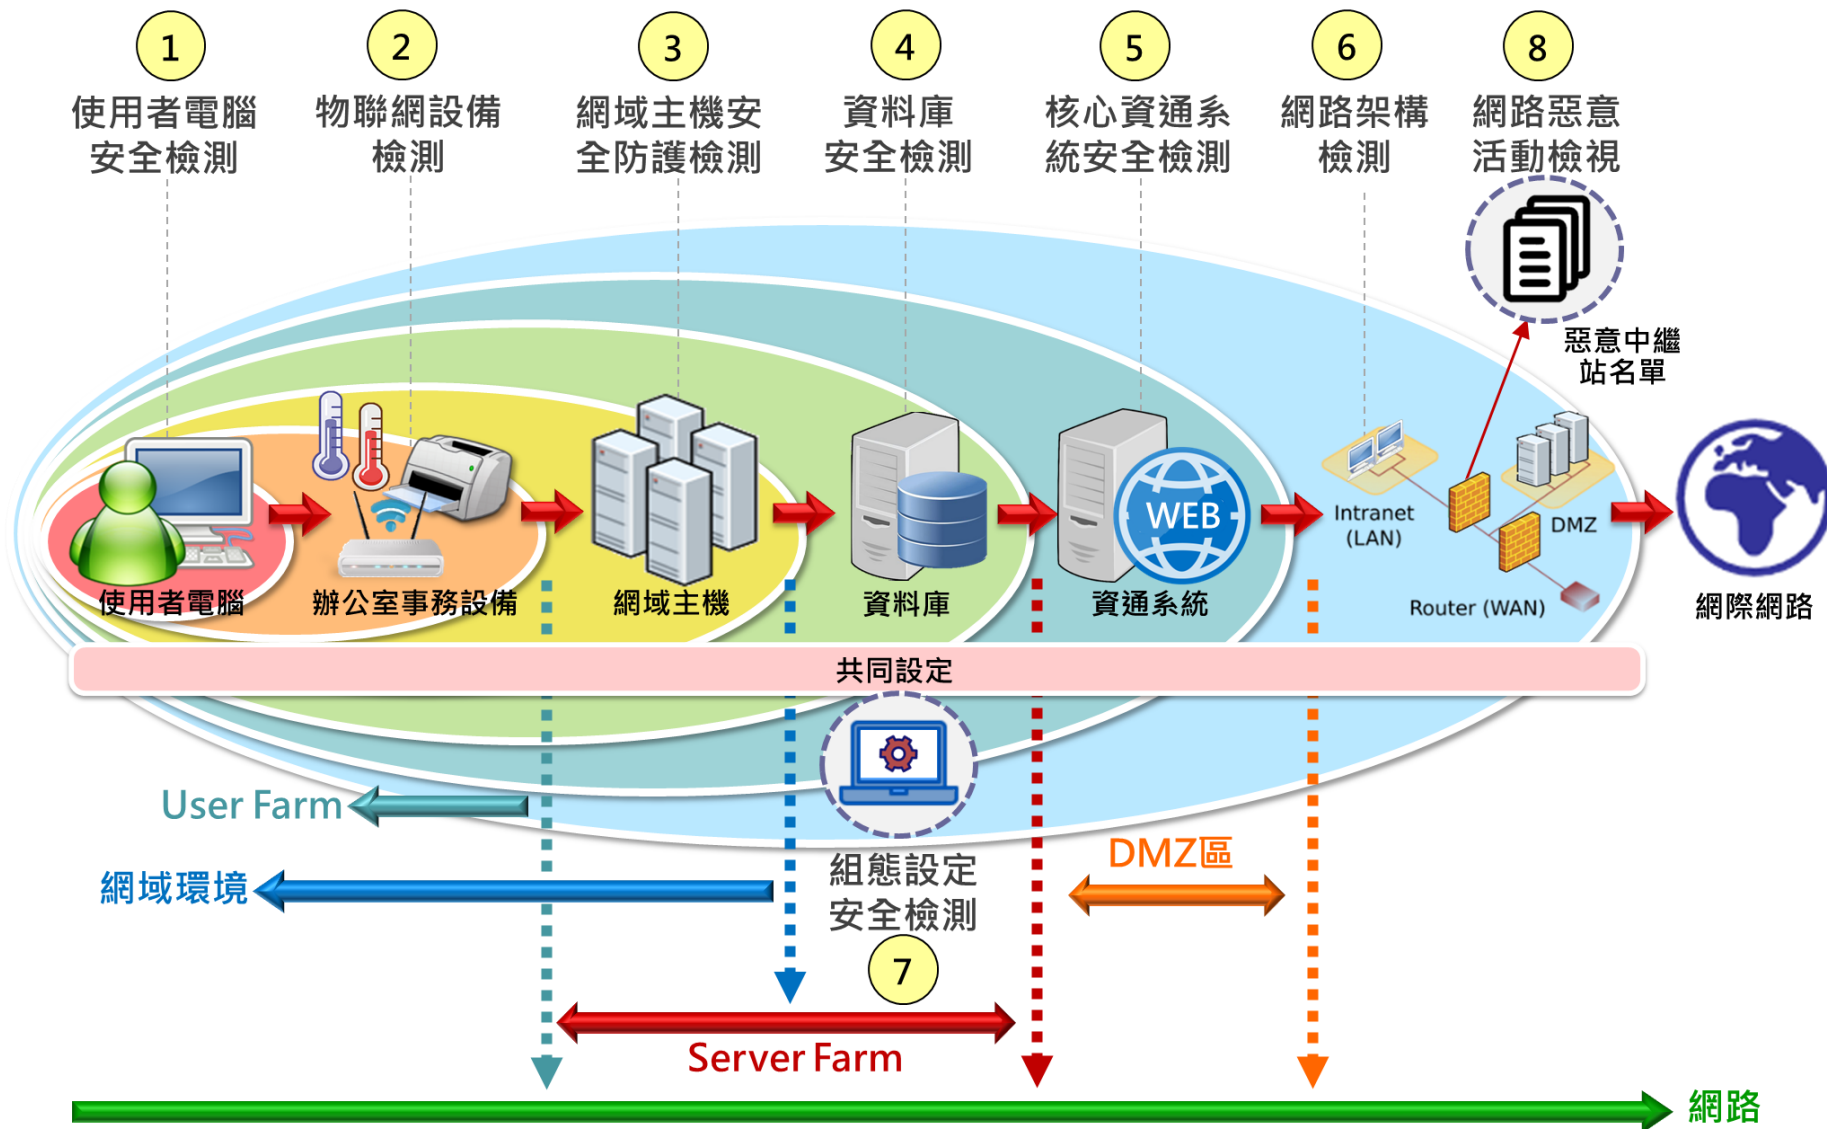 1
使用者電腦
安全檢測
2
物聯網設備
檢測
3
網域主機安
全防護檢測
4
資料庫
安全檢測
5
核心資通系
統安全檢測
6
網路架構
檢測
8
網路惡意
活動檢視
惡意中繼
站名單
WEB
Intranet
(LAN)
DMZ
Router (WAN)
使用者電腦
辦公室事務設備
網域主機
資料庫
資通系統
網際網路
共同設定
User Farm
網域環境
組態設定
安全檢測
7
DMZ區
Server Farm
網路